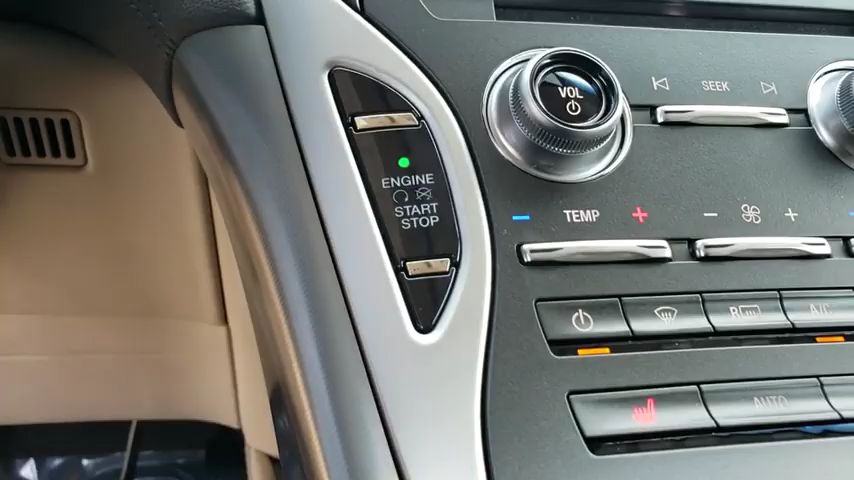 VOL
SEEK
ENGINE
START
STOP
TEMP
R
A/C
AUTO